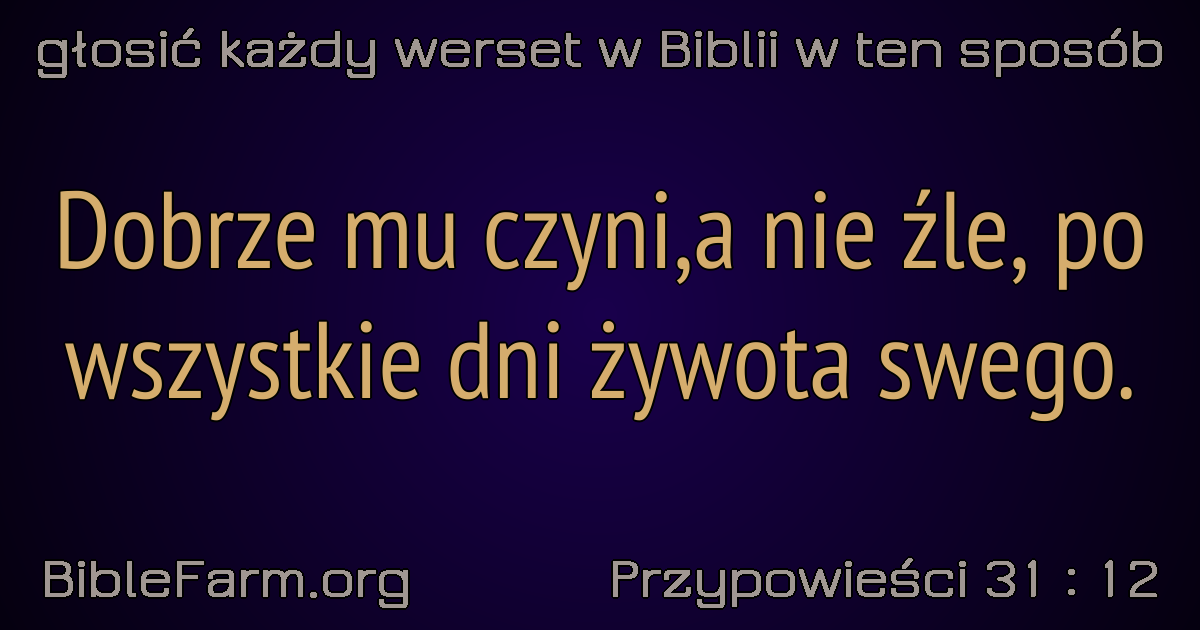 głosić każdy werset w Biblii w ten sposób
Dobrze mu czyni,a nie źle, po
wszystkie dni żywota swego.
BibleFarm.org
Przypowieści 31 : 12